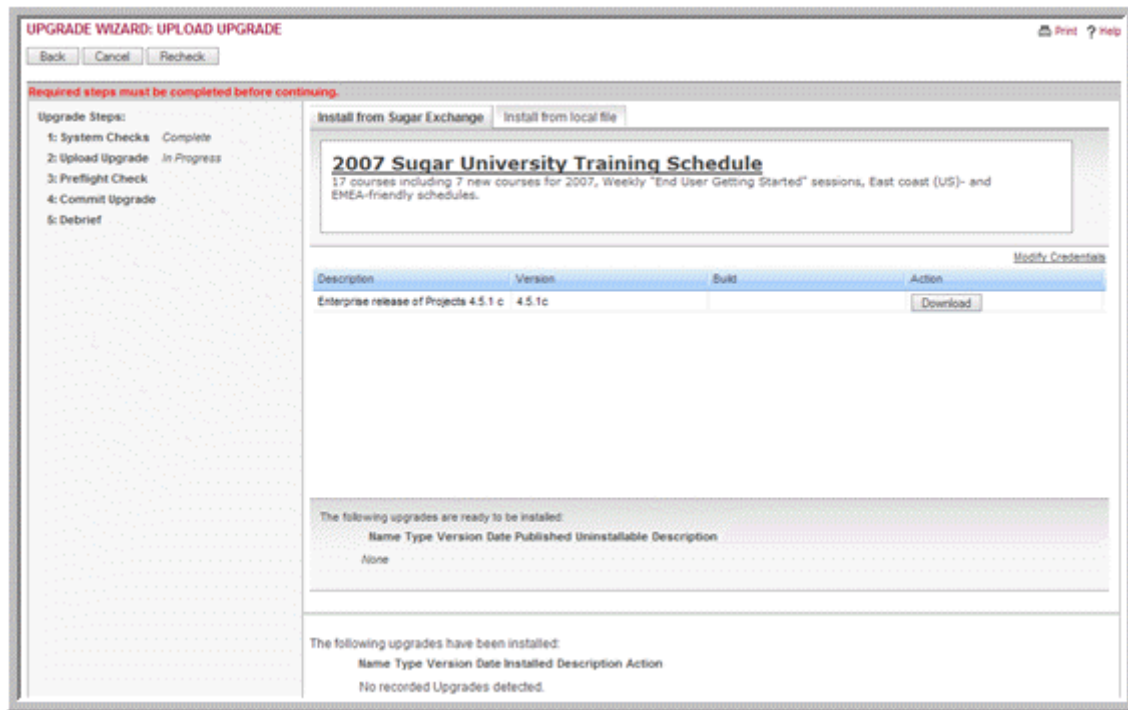 UPGRADE WIZARD: UPLOAD UPGRADE
Print ? Help
Back Cancel Recheck
Required steps must be completed before continuing.
Upgrade Steps:
1: System Checks Complete
2: Upload Upgrade In Progress
3: Preflight Check
4: Commit Upgrade
5: Debrief
Install from Sugar Exchange Install from local file
2007 Sugar University Training Schedule
17 courses including 7 new courses for 2007, Weekly "End User Getting Started" sessions, East coast (US)- and
EMEA-friendly schedules.
Modify Credentials
Description Version Build Action
Enterprise release of Projects 4.5.1 c 4.5.1c Download
The following upgrades are ready to be installed:
Name Type Version Date Published Uninstallable Description
None
The following upgrades have been installed:
Name Type Version Date Installed Description Action
No recorded Upgrades detected.